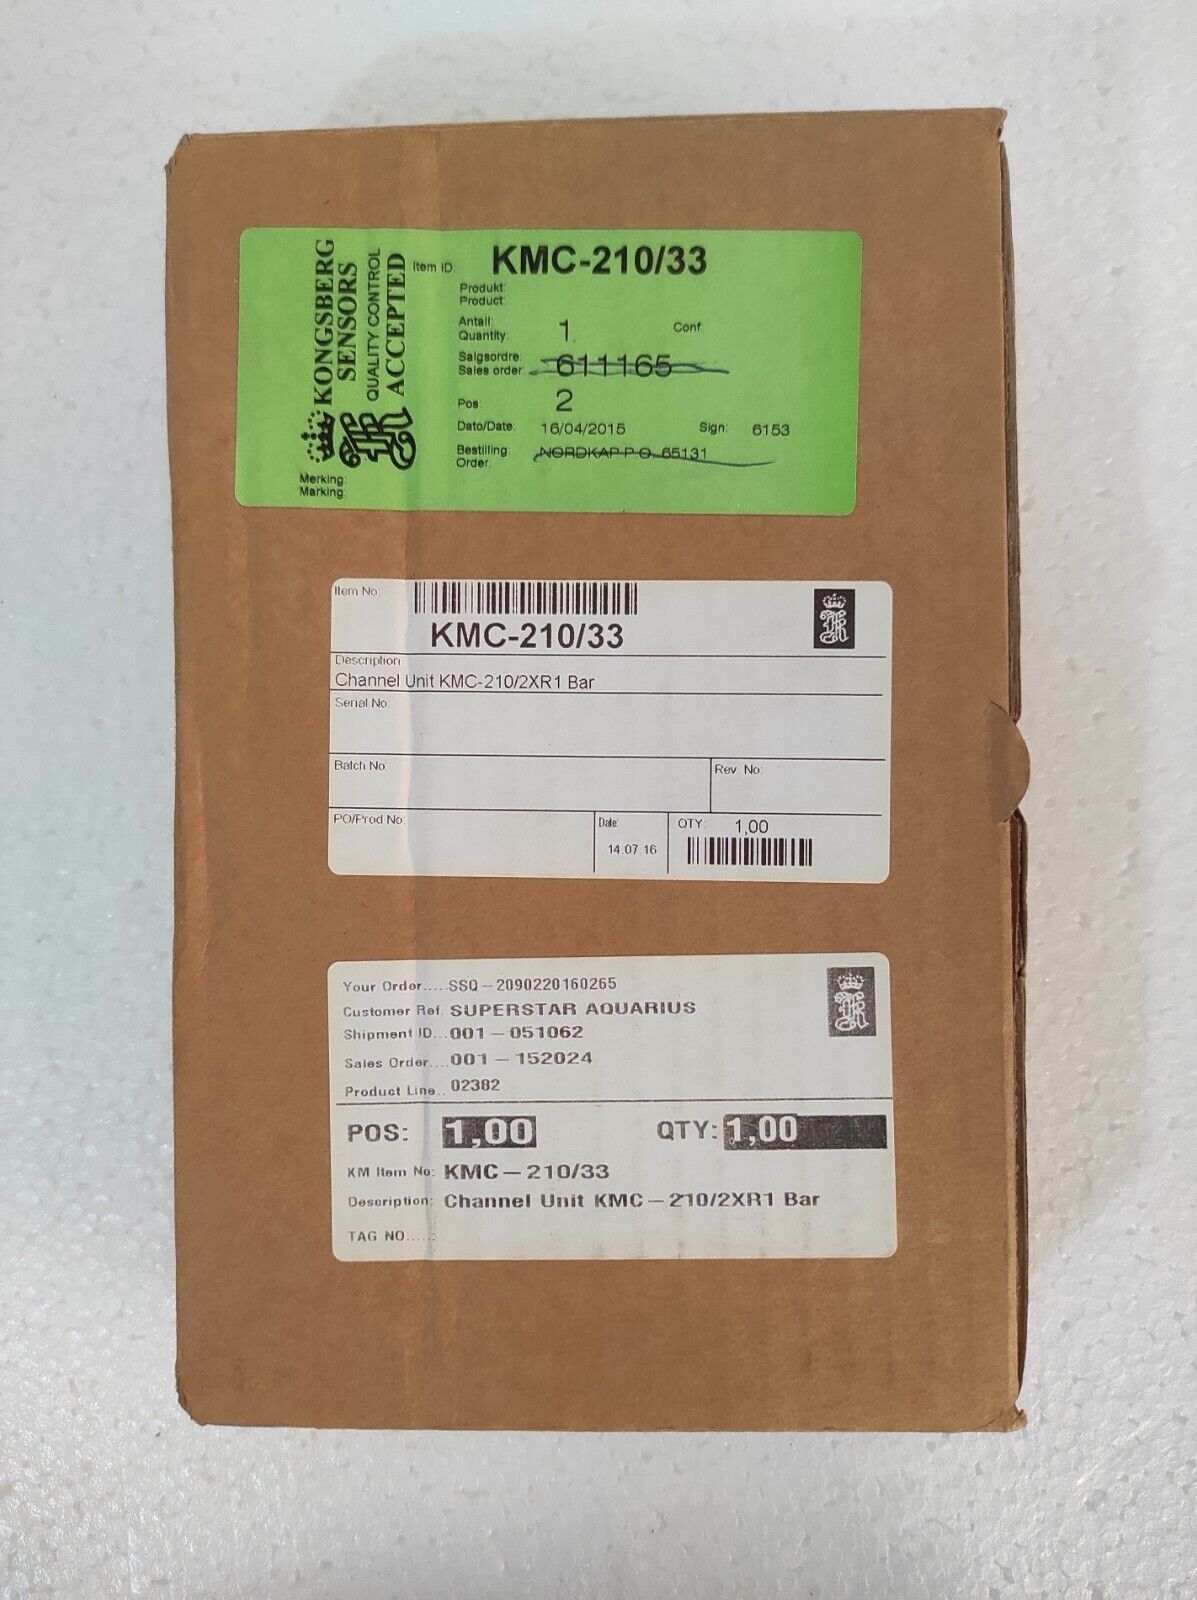 KONGSBERG
SENSORS
QUALITY CONTROL
ACCEPTED
Item ID: KMC-210/33
Produkt:
Product:
Antall:
Quantity: 1 Conf
Salgsordre:
Sales order: 611165
Pos 2
Dato/Date: 16/04/2015 Sign: 6153
Bestilling
Order: NORDKAP P.O. 65131
Merking:
Marking:
Item No:
KMC-210/33
Description
Channel Unit KMC-210/2XR1 Bar
Serial No:
Batch No. Rev. No:
PO/Prod No: Date: QTY: 1,00
14.07.16
Your Order.....SSQ-2090220160265
Customer Ref. SUPERSTAR AQUARIUS
Shipment ID...001-051062
Sales Order....001-152024
Product Line.. 02382
POS: 1,00 QTY: 1,00
KM Item No: KMC-210/33
Description: Channel Unit KMC-210/2XR1 Bar
TAG NO.....: